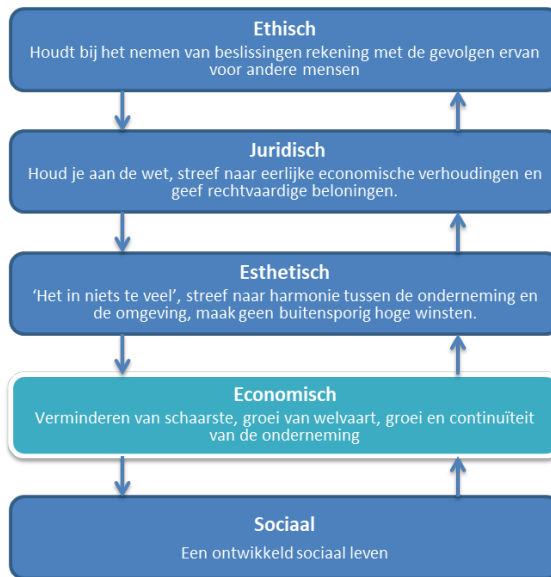 Ethisch
Houdt bij het nemen van beslissingen rekening met de gevolgen ervan
voor andere mensen
Juridisch
Houd je aan de wet, streef naar eerlijke economische verhoudingen en
geef rechtvaardige beloningen.
Esthetisch
‘Het in niets te veel’, streef naar harmonie tussen de onderneming en
de omgeving, maak geen buitensporig hoge winsten.
Economisch
Verminderen van schaarste, groei van welvaart, groei en continuïteit
van de onderneming
Sociaal
Een ontwikkeld sociaal leven